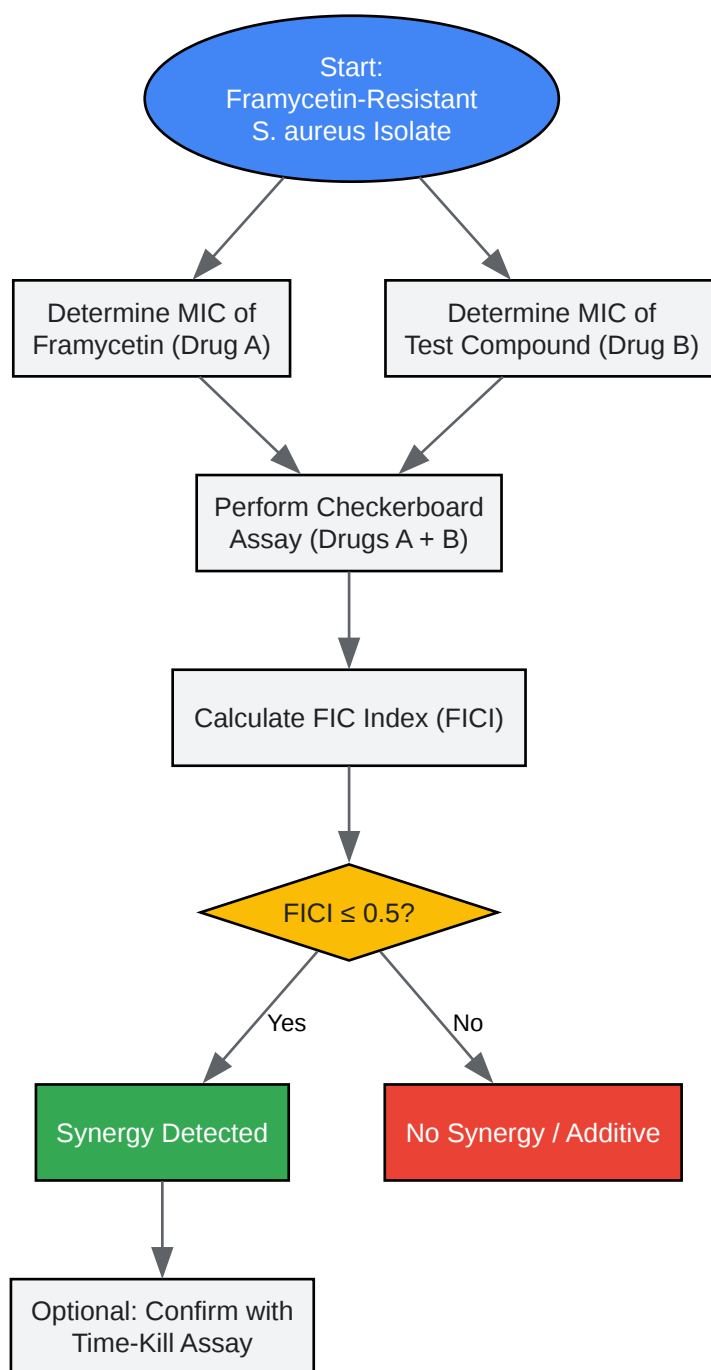 Start:
Framycetin-Resistant
S. aureus Isolate
Determine MIC of
Framycetin (Drug A)
Determine MIC of
Test Compound (Drug B)
Perform Checkerboard
Assay (Drugs A + B)
Calculate FIC Index (FICI)
FICI ≤ 0.5?
Yes
No
Synergy Detected
No Synergy / Additive
Optional: Confirm with
Time-Kill Assay